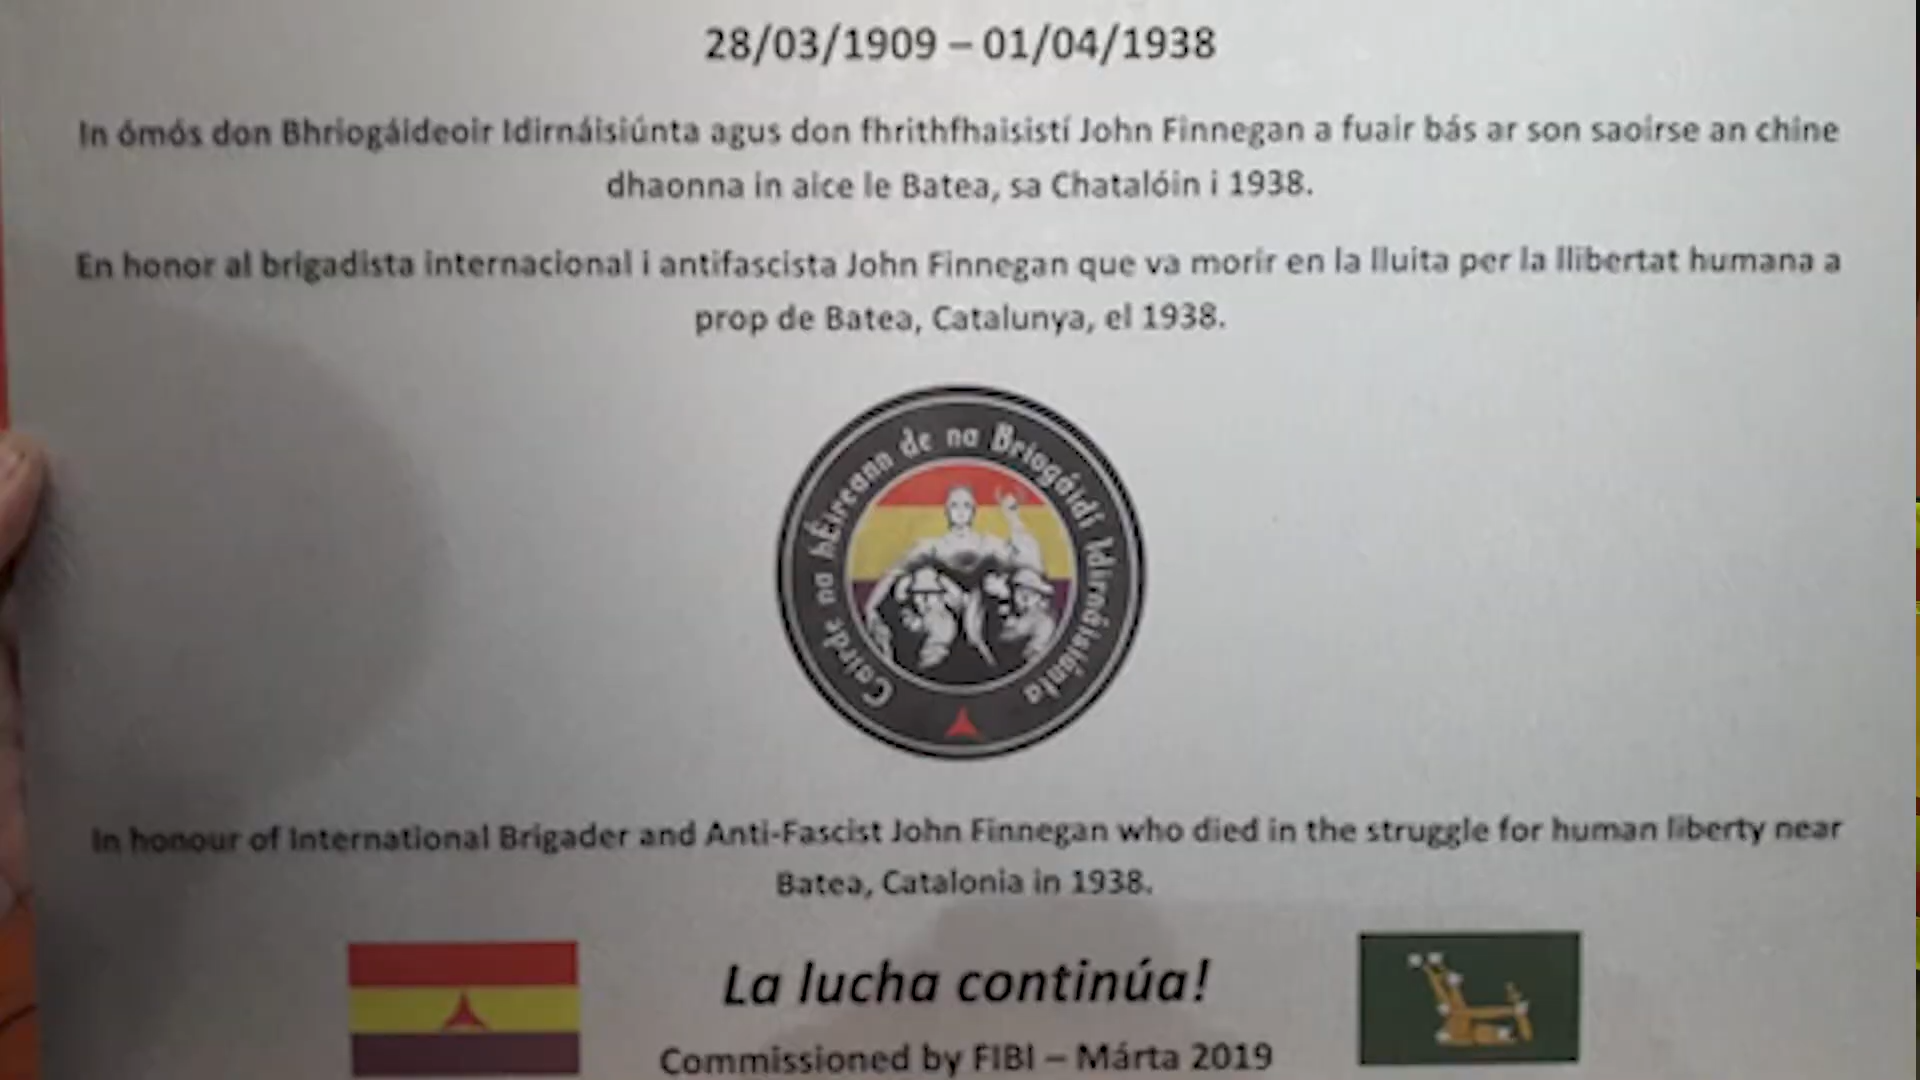 28/03/1909 – 01/04/1938
In ómós don Bhriogáideoir Idirnáisiúnta agus don fhrithfhaisistí John Finnegan a fuair bás ar son saoirse an chine
dhaonna in aice le Batea, sa Chatalóin i 1938.
En honor al brigadista internacional i antifascista John Finnegan que va morir en la lluita per la llibertat humana a
prop de Batea, Catalunya, el 1938.
Cairde na hÉireann de na Briogáidí Idirnáisiúnta
In honour of International Brigader and Anti-Fascist John Finnegan who died in the struggle for human liberty near
Batea, Catalonia in 1938.
La lucha continúa!
Commissioned by FIBI – Márta 2019